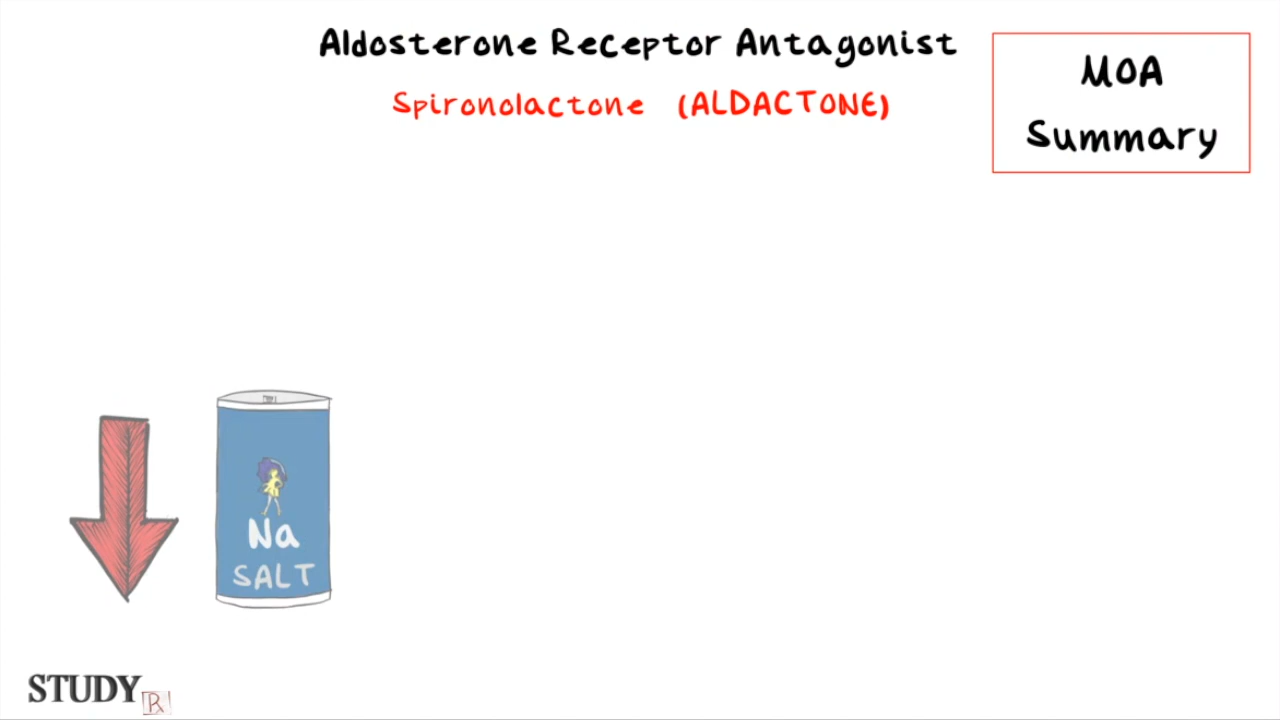 Aldosterone Receptor Antagonist
Spironolactone (ALDACTONE)
MOA
Summary
Na
SALT
STUDY